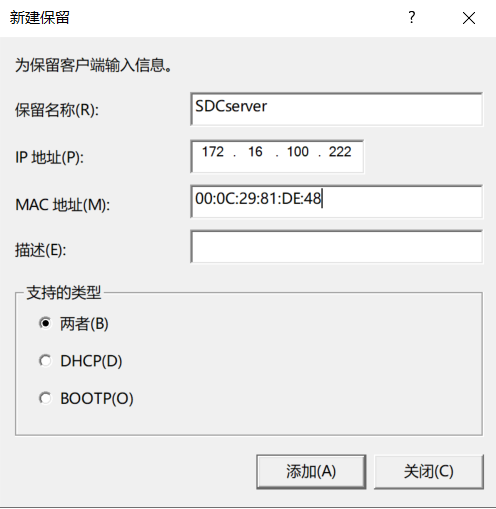 新建保留
?
为保留客户端输入信息。
保留名称(R): SDCserver
IP 地址(P): 172 . 16 . 100 . 222
MAC 地址(M): 00:0C:29:81:DE:48
描述(E):
支持的类型
两者(B)
DHCP(D)
BOOTP(O)
添加(A) 关闭(C)